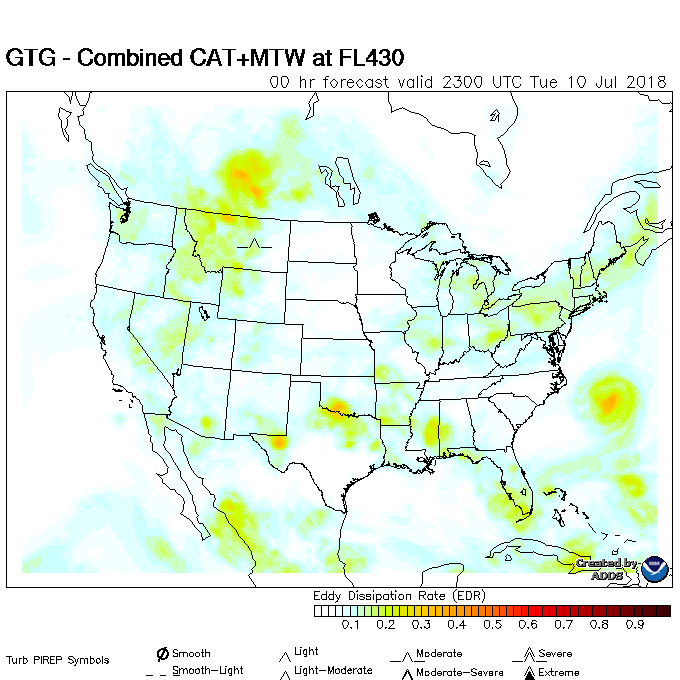 GTG - Combined CAT+MTW at FL430
00 hr forecast valid 2300 UTC Tue 10 Jul 2018
Created by
ADDS
Eddy Dissipation Rate (EDR)
0.1 0.2 0.3 0.4 0.5 0.6 0.7 0.8 0.9
Turb PIREP Symbols
Smooth Light Moderate Severe
Smooth-Light Light-Moderate Moderate-Severe Extreme